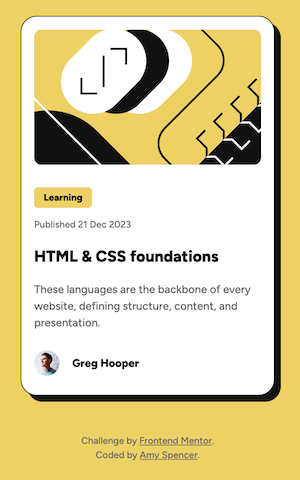 Learning
Published 21 Dec 2023
HTML & CSS foundations
These languages are the backbone of every
website, defining structure, content, and
presentation.
Greg Hooper
Challenge by Frontend Mentor.
Coded by Amy Spencer.